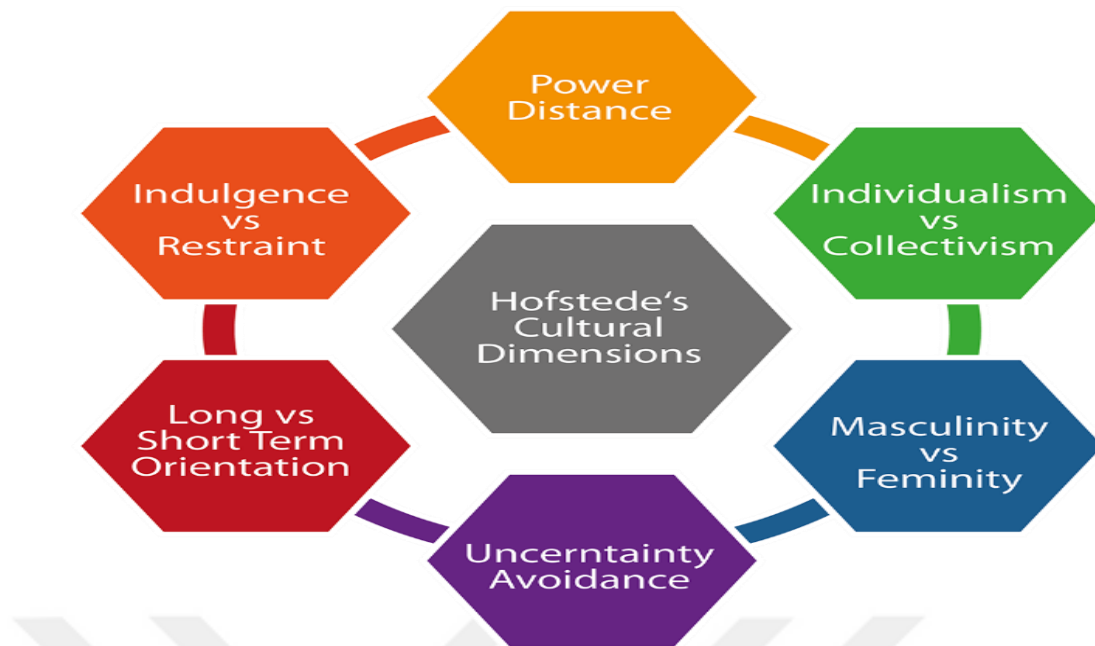 Power
Distance
Indulgence
vs
Restraint
Individualism
vs
Collectivism
Hofstede‘s
Cultural
Dimensions
Long vs
Short Term
Orientation
Masculinity
vs
Feminity
Uncerntainty
Avoidance